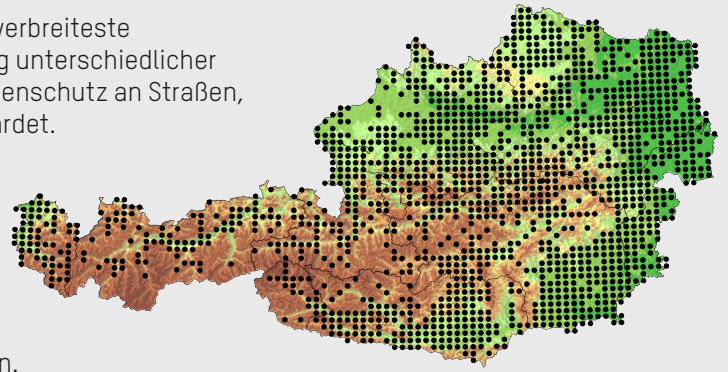 verbreiteste
g unterschiedlicher
enschutz an Straßen,
rdet.
n.